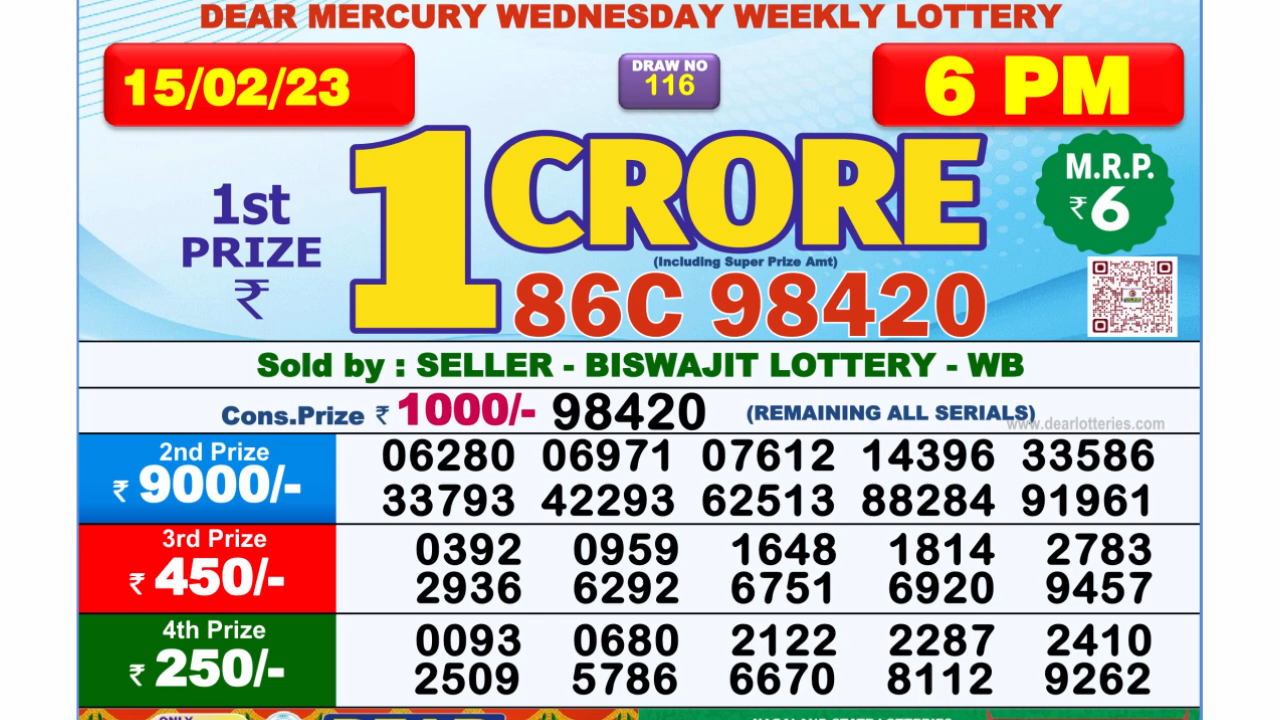 DEAR MERCURY WEDNESDAY WEEKLY LOTTERY
15/02/23
DRAW NO
116
6 PM
1st
PRIZE
₹
1 CRORE
(Including Super Prize Amt)
M.R.P.
₹6
86C 98420
Sold by : SELLER - BISWAJIT LOTTERY - WB
Cons.Prize ₹ 1000/- 98420 (REMAINING ALL SERIALS)
www.dearlotteries.com
2nd Prize
₹ 9000/-
06280 06971 07612 14396 33586
33793 42293 62513 88284 91961
3rd Prize
₹ 450/-
0392 0959 1648 1814 2783
2936 6292 6751 6920 9457
4th Prize
₹ 250/-
0093 0680 2122 2287 2410
2509 5786 6670 8112 9262